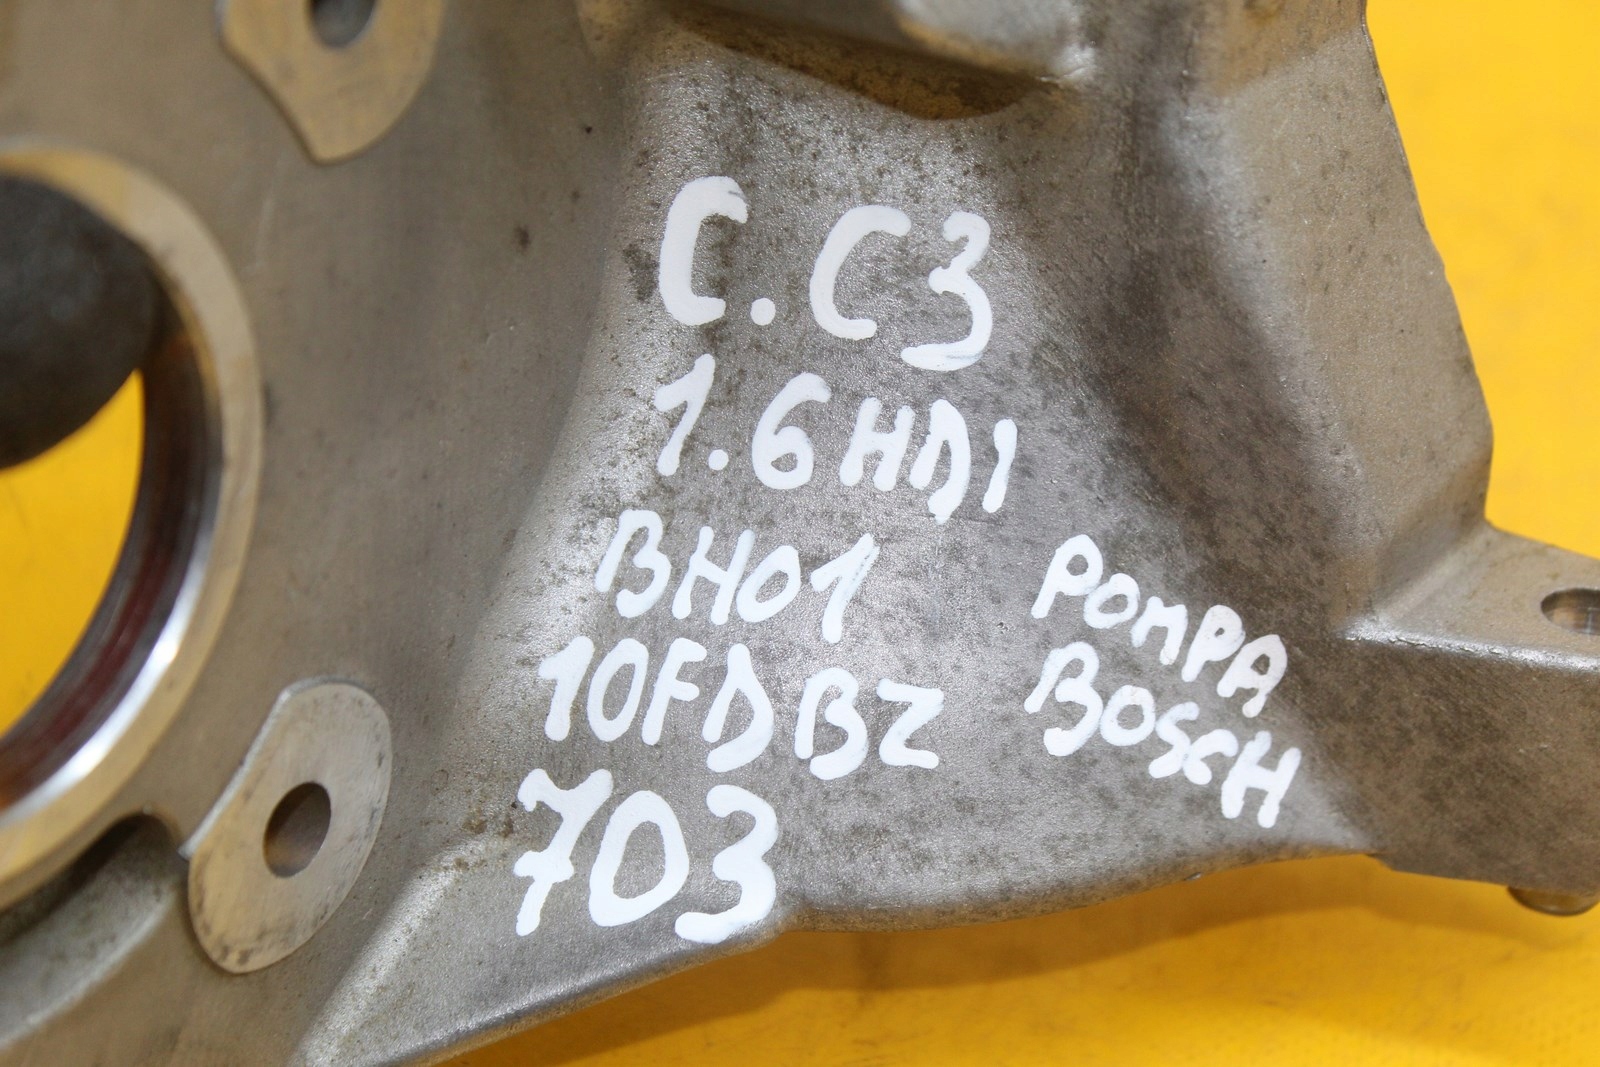 C.C3
1.6HDI
BH01
10FDBZ
703
POMPA
BOSCH